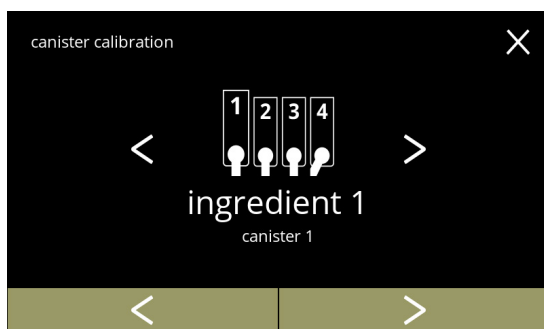 canister calibration
1 2 3 4
ingredient 1
canister 1